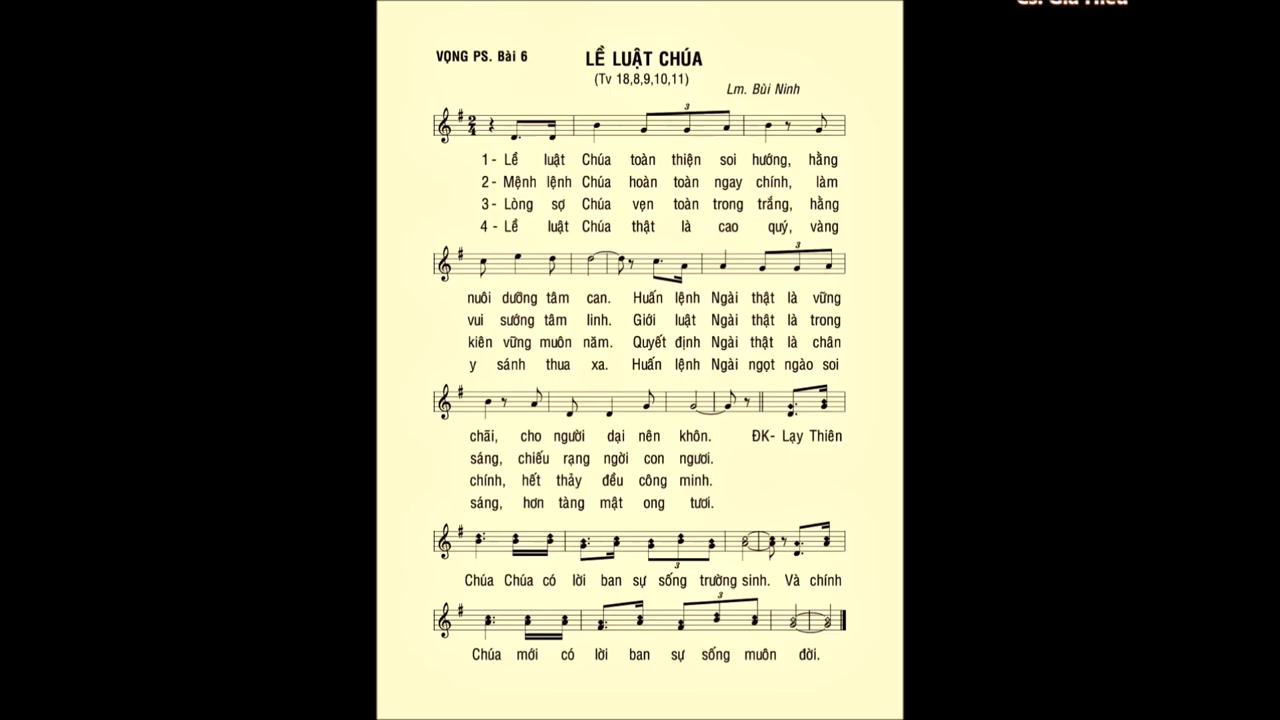 VỌNG PS. Bài 6
LỀ LUẬT CHÚA
(Tv 18,8,9,10,11)
Lm. Bùi Ninh
1- Lề luật Chúa toàn thiện soi hướng, hằng
2- Mệnh lệnh Chúa hoàn toàn ngay chính, làm
3- Lòng sợ Chúa vẹn toàn trong trắng, hằng
4- Lề luật Chúa thật là cao quý, vàng
nuôi dưỡng tâm can. Huấn lệnh Ngài thật là vững
vui sướng tâm linh. Giới luật Ngài thật là trong
kiên vững muôn năm. Quyết định Ngài thật là chân
y sánh thua xa. Huấn lệnh Ngài ngọt ngào soi
chãi, cho người dại nên khôn. ĐK- Lạy Thiên
sáng, chiếu rạng ngời con ngươi.
chính, hết thảy đều công minh.
sáng, hơn tàng mật ong tươi.
Chúa Chúa có lời ban sự sống trường sinh. Và chính
Chúa mới có lời ban sự sống muôn đời.